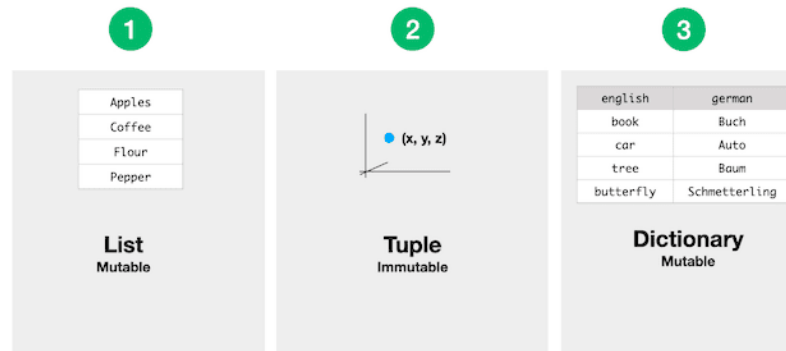 1
2
3
Apples
Coffee
Flour
Pepper
List
Mutable
(x, y, z)
Tuple
Immutable
english german
book Buch
car Auto
tree Baum
butterfly Schmetterling
Dictionary
Mutable